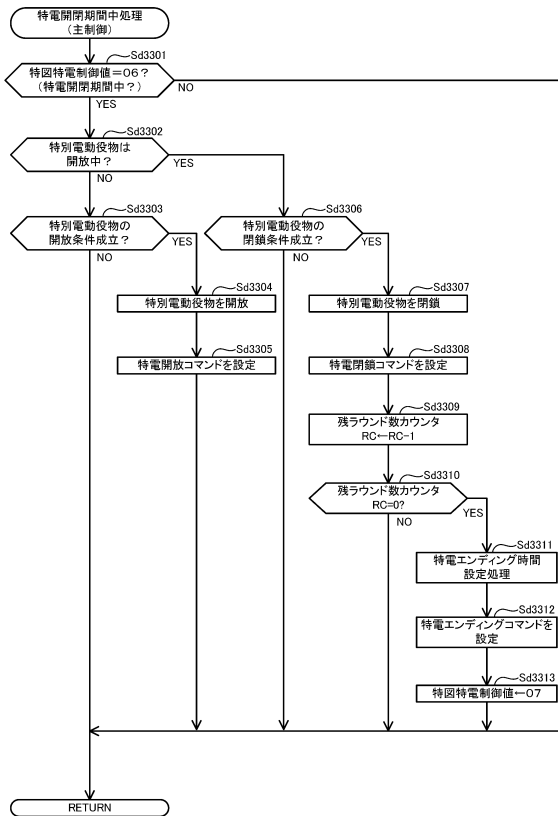 特電開閉期間中処理
(主制御)
Sd3301
特図特電制御値=06?
(特電開閉期間中?)
NO
YES
Sd3302
特別電動役物は
開放中?
YES
NO
Sd3303
特別電動役物の
開放条件成立?
YES
NO
Sd3306
特別電動役物の
閉鎖条件成立?
YES
NO
Sd3304
特別電動役物を開放
Sd3307
特別電動役物を閉鎖
Sd3305
特電開放コマンドを設定
Sd3308
特電閉鎖コマンドを設定
Sd3309
残ラウンド数カウンタ
RC←RC-1
Sd3310
残ラウンド数カウンタ
RC=0?
YES
NO
Sd3311
特電エンディング時間
設定処理
Sd3312
特電エンディングコマンドを
設定
Sd3313
特図特電制御値←07
RETURN